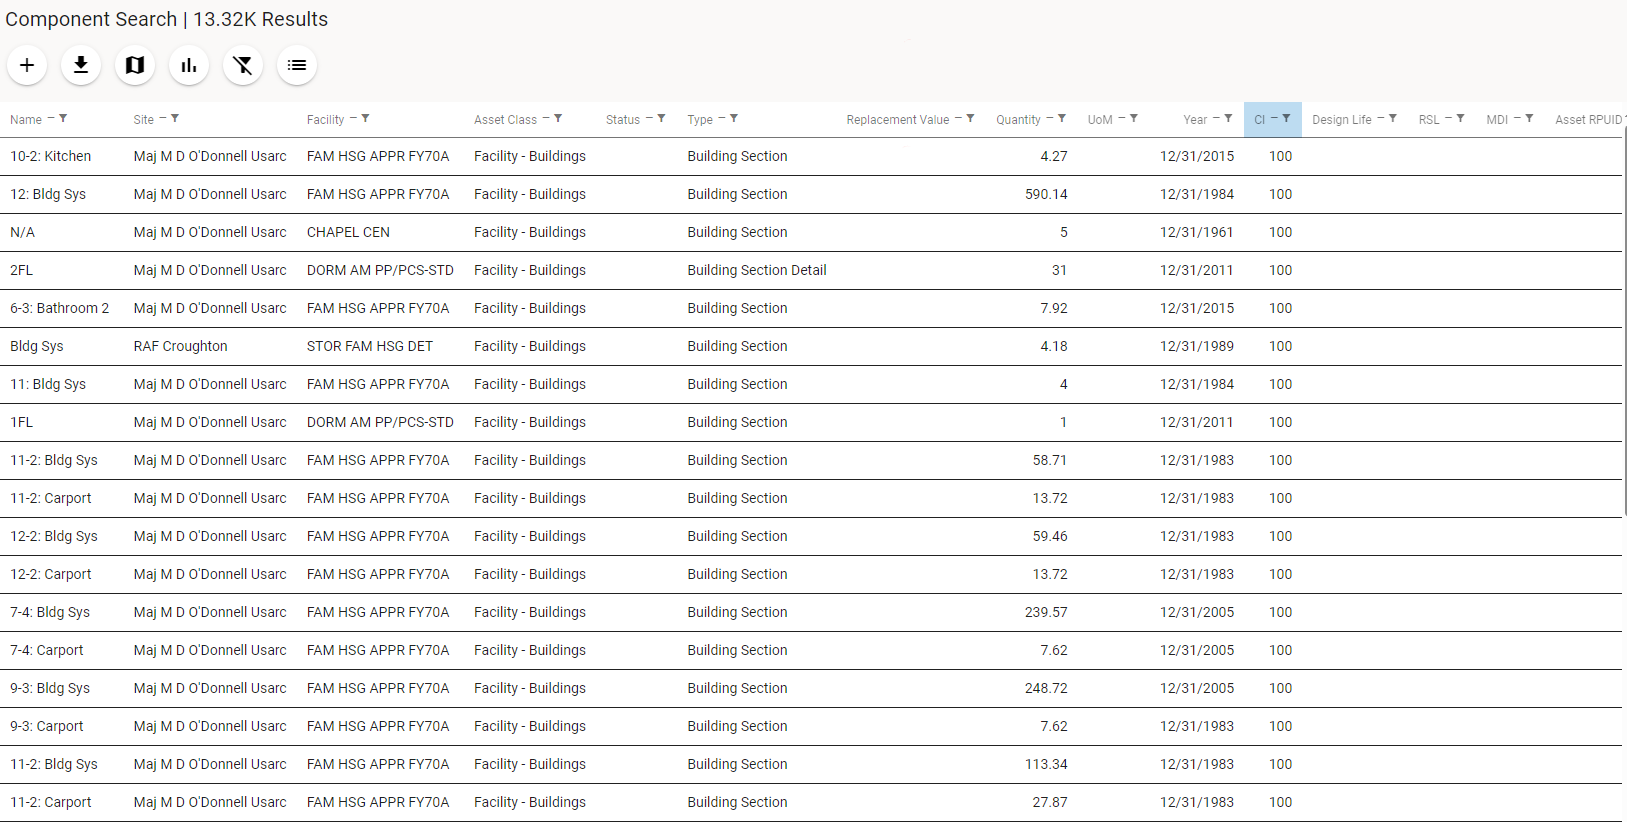 Component Search | 13.32K Results
Name Site Facility Asset Class Status Type Replacement Value Quantity UoM Year CI Design Life RSL MDI Asset RPUID
10-2: Kitchen Maj M D O'Donnell Usarc FAM HSG APPR FY70A Facility - Buildings Building Section 4.27 12/31/2015 100
12: Bldg Sys Maj M D O'Donnell Usarc FAM HSG APPR FY70A Facility - Buildings Building Section 590.14 12/31/1984 100
N/A Maj M D O'Donnell Usarc CHAPEL CEN Facility - Buildings Building Section 5 12/31/1961 100
2FL Maj M D O'Donnell Usarc DORM AM PP/PCS-STD Facility - Buildings Building Section Detail 31 12/31/2011 100
6-3: Bathroom 2 Maj M D O'Donnell Usarc FAM HSG APPR FY70A Facility - Buildings Building Section 7.92 12/31/2015 100
Bldg Sys RAF Croughton STOR FAM HSG DET Facility - Buildings Building Section 4.18 12/31/1989 100
11: Bldg Sys Maj M D O'Donnell Usarc FAM HSG APPR FY70A Facility - Buildings Building Section 4 12/31/1984 100
1FL Maj M D O'Donnell Usarc DORM AM PP/PCS-STD Facility - Buildings Building Section 1 12/31/2011 100
11-2: Bldg Sys Maj M D O'Donnell Usarc FAM HSG APPR FY70A Facility - Buildings Building Section 58.71 12/31/1983 100
11-2: Carport Maj M D O'Donnell Usarc FAM HSG APPR FY70A Facility - Buildings Building Section 13.72 12/31/1983 100
12-2: Bldg Sys Maj M D O'Donnell Usarc FAM HSG APPR FY70A Facility - Buildings Building Section 59.46 12/31/1983 100
12-2: Carport Maj M D O'Donnell Usarc FAM HSG APPR FY70A Facility - Buildings Building Section 13.72 12/31/1983 100
7-4: Bldg Sys Maj M D O'Donnell Usarc FAM HSG APPR FY70A Facility - Buildings Building Section 239.57 12/31/2005 100
7-4: Carport Maj M D O'Donnell Usarc FAM HSG APPR FY70A Facility - Buildings Building Section 7.62 12/31/2005 100
9-3: Bldg Sys Maj M D O'Donnell Usarc FAM HSG APPR FY70A Facility - Buildings Building Section 248.72 12/31/2005 100
9-3: Carport Maj M D O'Donnell Usarc FAM HSG APPR FY70A Facility - Buildings Building Section 7.62 12/31/1983 100
11-2: Bldg Sys Maj M D O'Donnell Usarc FAM HSG APPR FY70A Facility - Buildings Building Section 113.34 12/31/1983 100
11-2: Carport Maj M D O'Donnell Usarc FAM HSG APPR FY70A Facility - Buildings Building Section 27.87 12/31/1983 100